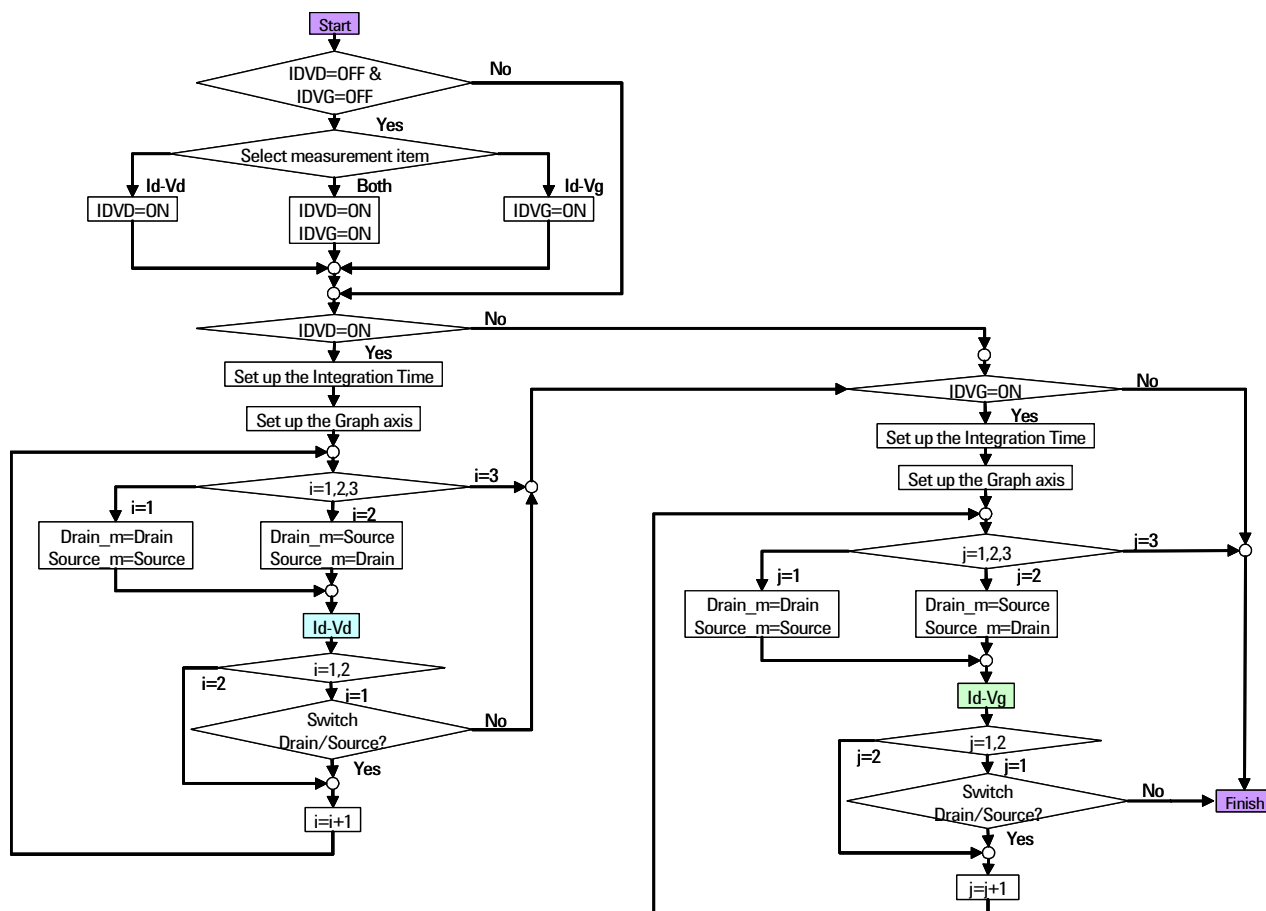 Start
IDVD=OFF &
IDVG=OFF
No
Yes
Select measurement item
Id-Vd
Both
Id-Vg
IDVD=ON
IDVD=ON
IDVG=ON
IDVG=ON
IDVD=ON
No
Yes
Set up the Integration Time
Set up the Graph axis
i=1,2,3
i=3
i=1
i=2
Drain_m=Drain
Source_m=Source
Drain_m=Source
Source_m=Drain
Id-Vd
i=1,2
i=2
i=1
Switch
Drain/Source?
No
Yes
i=i+1
IDVG=ON
No
Yes
Set up the Integration Time
Set up the Graph axis
j=1,2,3
j=3
j=1
j=2
Drain_m=Drain
Source_m=Source
Drain_m=Source
Source_m=Drain
Id-Vg
j=1,2
j=2
j=1
Switch
Drain/Source?
No
Finish
Yes
j=j+1